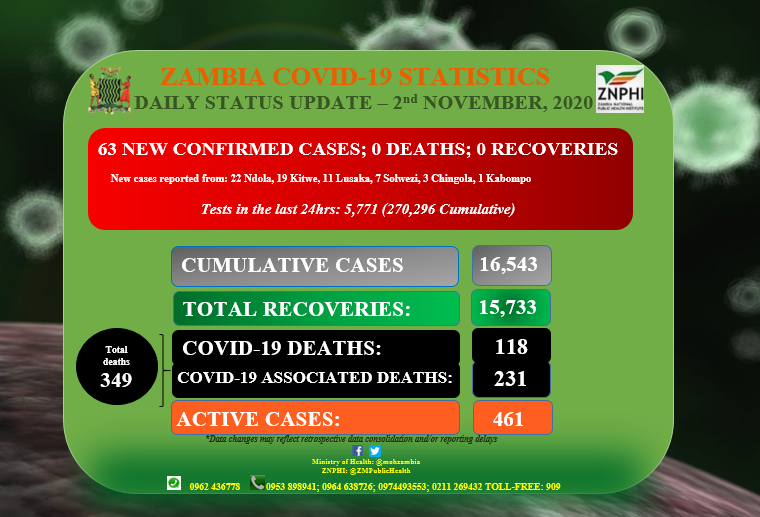 ZAMBIA COVID-19 STATISTICS
DAILY STATUS UPDATE – 2nd NOVEMBER, 2020
ZNPHI
ZAMBIA NATIONAL
PUBLIC HEALTH INSTITUTE
63 NEW CONFIRMED CASES; 0 DEATHS; 0 RECOVERIES
New cases reported from: 22 Ndola, 19 Kitwe, 11 Lusaka, 7 Solwezi, 3 Chingola, 1 Kabompo
Tests in the last 24hrs: 5,771 (270,296 Cumulative)
CUMULATIVE CASES 16,543
TOTAL RECOVERIES: 15,733
Total
deaths
349
COVID-19 DEATHS: 118
COVID-19 ASSOCIATED DEATHS: 231
ACTIVE CASES: 461
*Data changes may reflect retrospective data consolidation and/or reporting delays
Ministry of Health: @mohzambia
ZNPHI: @ZMPublicHealth
0962 436778 0953 898941; 0964 638726; 0974493553; 0211 269432 TOLL-FREE: 909